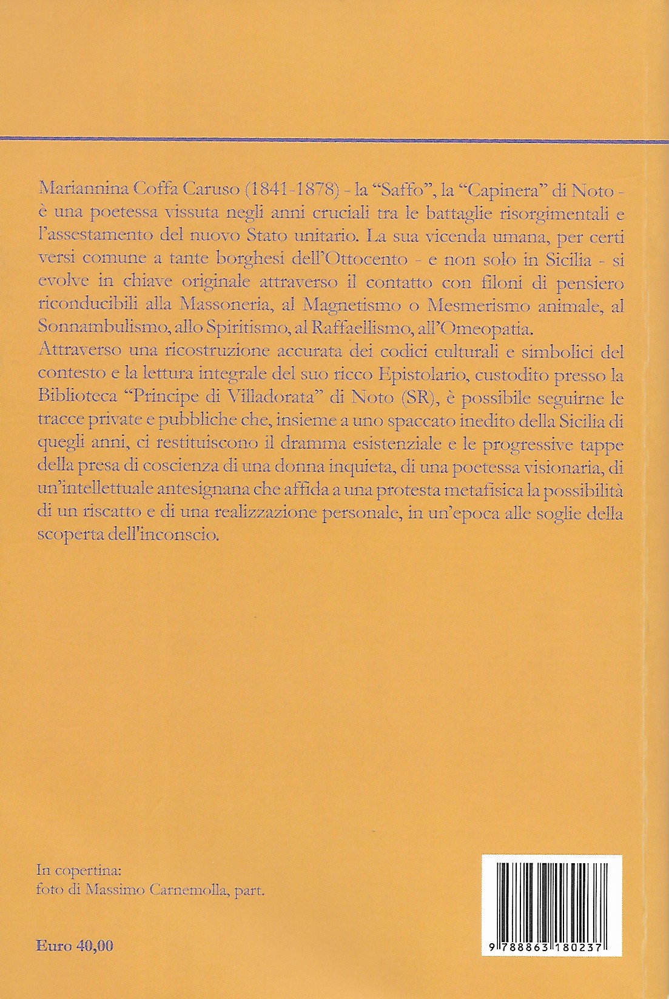 Mariannina Coffa Caruso (1841-1878) - la “Saffo”, la “Capinera” di Noto -
è una poetessa vissuta negli anni cruciali tra le battaglie risorgimentali e
l’assestamento del nuovo Stato unitario. La sua vicenda umana, per certi
versi comune a tante borghesi dell’Ottocento - e non solo in Sicilia - si
evolve in chiave originale attraverso il contatto con filoni di pensiero
riconducibili alla Massoneria, al Magnetismo o Mesmerismo animale, al
Sonnambulismo, allo Spiritismo, al Raffaellismo, all’Omeopatia.
Attraverso una ricostruzione accurata dei codici culturali e simbolici del
contesto e la lettura integrale del suo ricco Epistolario, custodito presso la
Biblioteca “Principe di Villadorata” di Noto (SR), è possibile seguirne le
tracce private e pubbliche che, insieme a uno spaccato inedito della Sicilia di
quegli anni, ci restituiscono il dramma esistenziale e le progressive tappe
della presa di coscienza di una donna inquieta, di una poetessa visionaria, di
un’intellettuale antesignana che affida a una protesta metafisica la possibilità
di un riscatto e di una realizzazione personale, in un’epoca alle soglie della
scoperta dell'inconscio.
In copertina:
foto di Massimo Carnemolla, part.
Euro 40,00
9 788863 180237